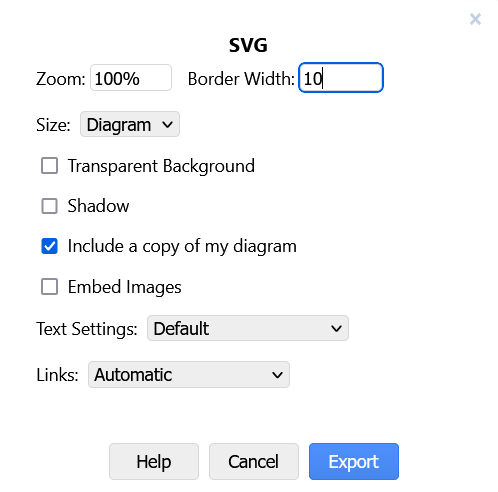 ×
SVG
Zoom: 100% Border Width: 10
Size: Diagram
Transparent Background
Shadow
Include a copy of my diagram
Embed Images
Text Settings: Default
Links: Automatic
Help Cancel Export